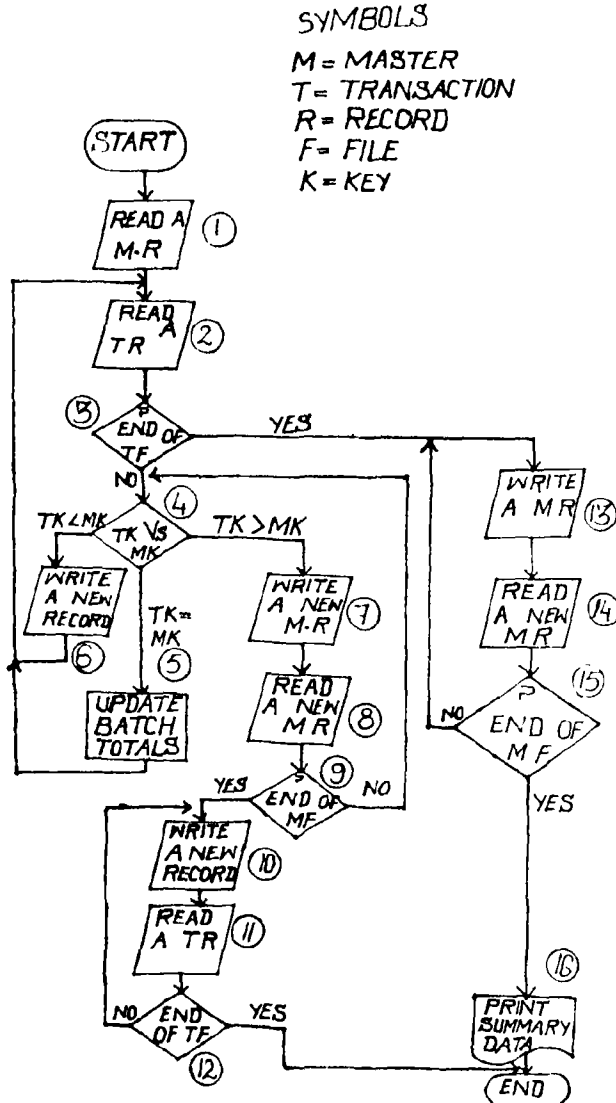 SYMBOLS
M = MASTER
T = TRANSACTION
R = RECORD
F = FILE
K = KEY
START
READ A
M·R
1
READ
A
TR
2
?
END OF
TF
3
YES
NO
4
TK VS
MK
TK<MK
TK>MK
TK=
MK
WRITE
A NEW
RECORD
6
5
UPDATE
BATCH
TOTALS
WRITE
A NEW
M·R
7
READ
A NEW
MR
8
?
END OF
MF
9
YES
NO
WRITE
A NEW
RECORD
10
READ
A TR
11
END
OF TF
12
NO
YES
WRITE
A MR
13
READ
A NEW
MR
14
?
END OF
MF
15
NO
YES
16
PRINT
SUMMARY
DATA
END